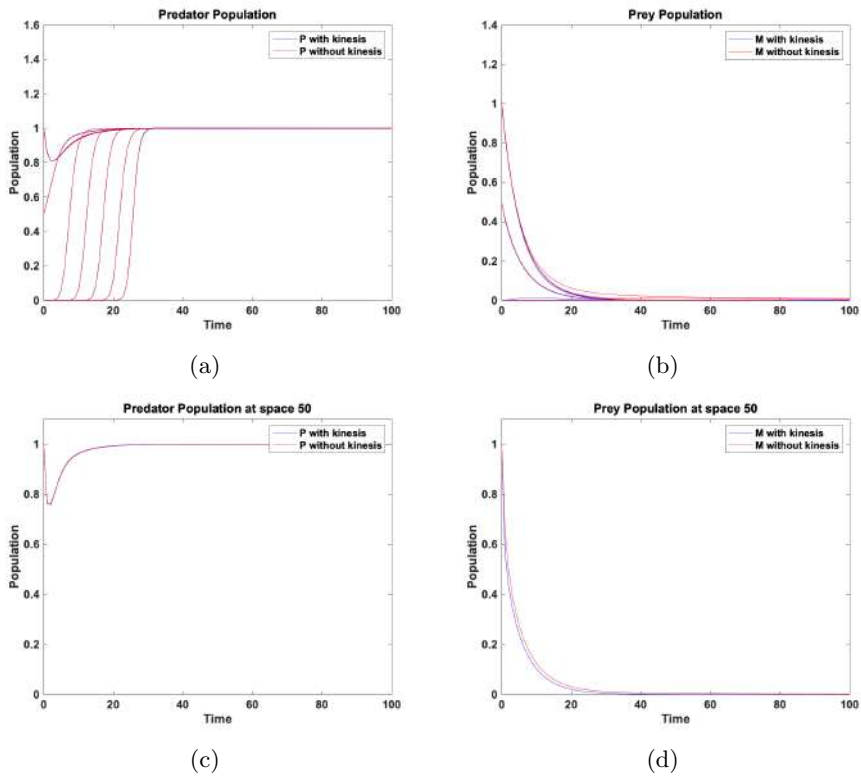 Predator Population
1.6
1.4
1.2
1
0.8
0.6
0.4
0.2
0
Population
P with kinesis
P without kinesis
0 20 40 60 80 100
Time
(a)
Prey Population
1.4
1.2
1
0.8
0.6
0.4
0.2
0
Population
M with kinesis
M without kinesis
0 20 40 60 80 100
Time
(b)
Predator Population at space 50
1
0.8
0.6
0.4
0.2
0
Population
P with kinesis
P without kinesis
0 20 40 60 80 100
Time
(c)
Prey Population at space 50
1
0.8
0.6
0.4
0.2
0
Population
M with kinesis
M without kinesis
0 20 40 60 80 100
Time
(d)